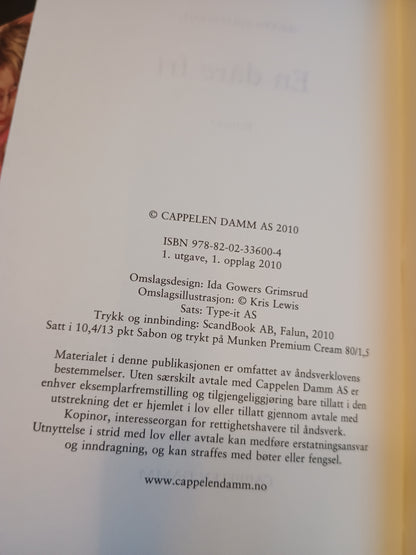 © CAPPELEN DAMM AS 2010
ISBN 978-82-02-33600-4
1. utgave, 1. opplag 2010
Omslagsdesign: Ida Gowers Grimsrud
Omslagsillustrasjon: © Kris Lewis
Sats: Type-it AS
Trykk og innbinding: ScandBook AB, Falun, 2010
Satt i 10,4/13 pkt Sabon og trykt på Munken Premium Cream 80/1,5
Materialet i denne publikasjonen er omfattet av åndsverklovens
bestemmelser. Uten særskilt avtale med Cappelen Damm AS er
enhver eksemplarfremstilling og tilgjengeliggjøring bare tillatt i den
utstrekning det er hjemlet i lov eller tillatt gjennom avtale med
Kopinor, interesseorgan for rettighetshavere til åndsverk.
Utnyttelse i strid med lov eller avtale kan medføre erstatningsansvar
og inndragning, og kan straffes med bøter eller fengsel.
www.cappelendamm.no